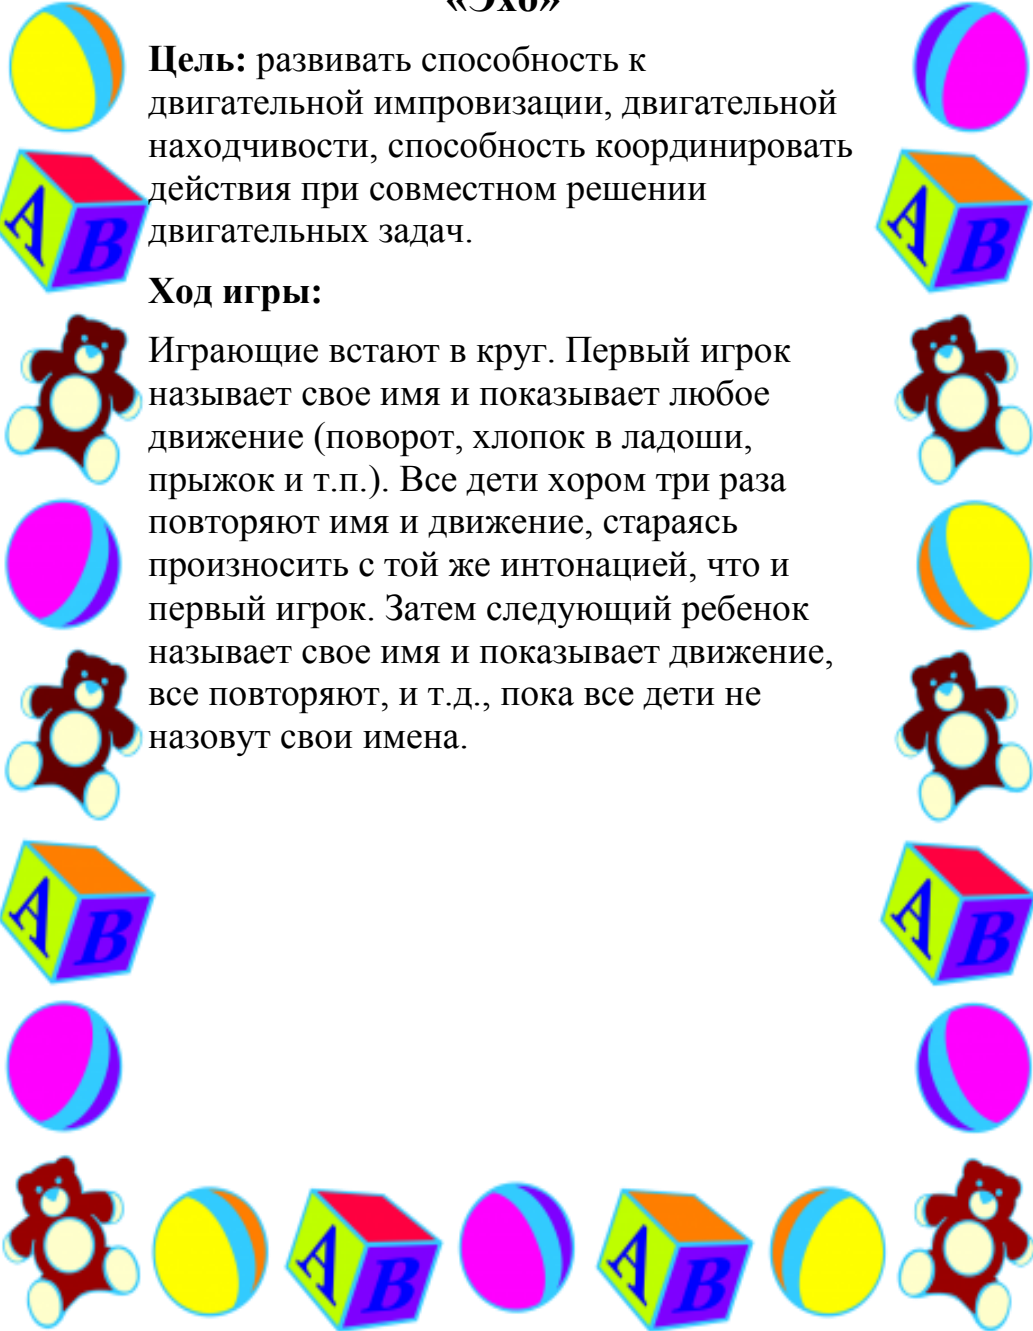 «Эхо»
Цель: развивать способность к
двигательной импровизации, двигательной
находчивости, способность координировать
действия при совместном решении
двигательных задач.
Ход игры:
Играющие встают в круг. Первый игрок
называет свое имя и показывает любое
движение (поворот, хлопок в ладоши,
прыжок и т.п.). Все дети хором три раза
повторяют имя и движение, стараясь
произносить с той же интонацией, что и
первый игрок. Затем следующий ребенок
называет свое имя и показывает движение,
все повторяют, и т.д., пока все дети не
назовут свои имена.
A B
A B
A B
A B
A B
A B